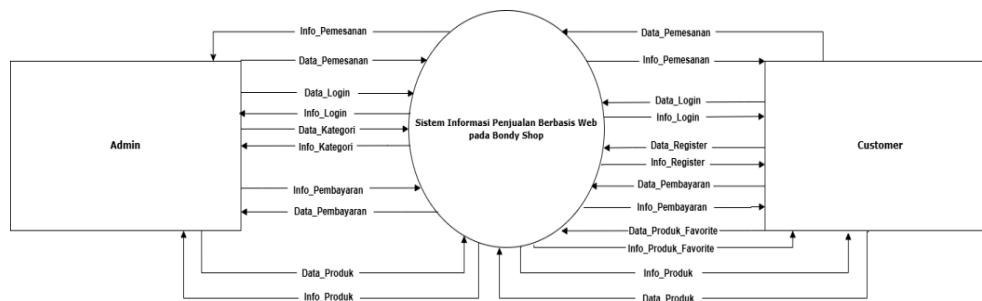 Info_Pemesanan
Data_Pemesanan
Data_Login
Info_Login
Data_Kategori
Info_Kategori
Info_Pembayaran
Data_Pembayaran
Data_Produk
Info_Produk
Admin
Sistem Informasi Penjualan Berbasis Web
pada Bondy Shop
Data_Pemesanan
Info_Pemesanan
Data_Login
Info_Login
Data_Register
Info_Register
Data_Pembayaran
Info_Pembayaran
Data_Produk_Favorite
Info_Produk_Favorite
Info_Produk
Data_Produk
Customer